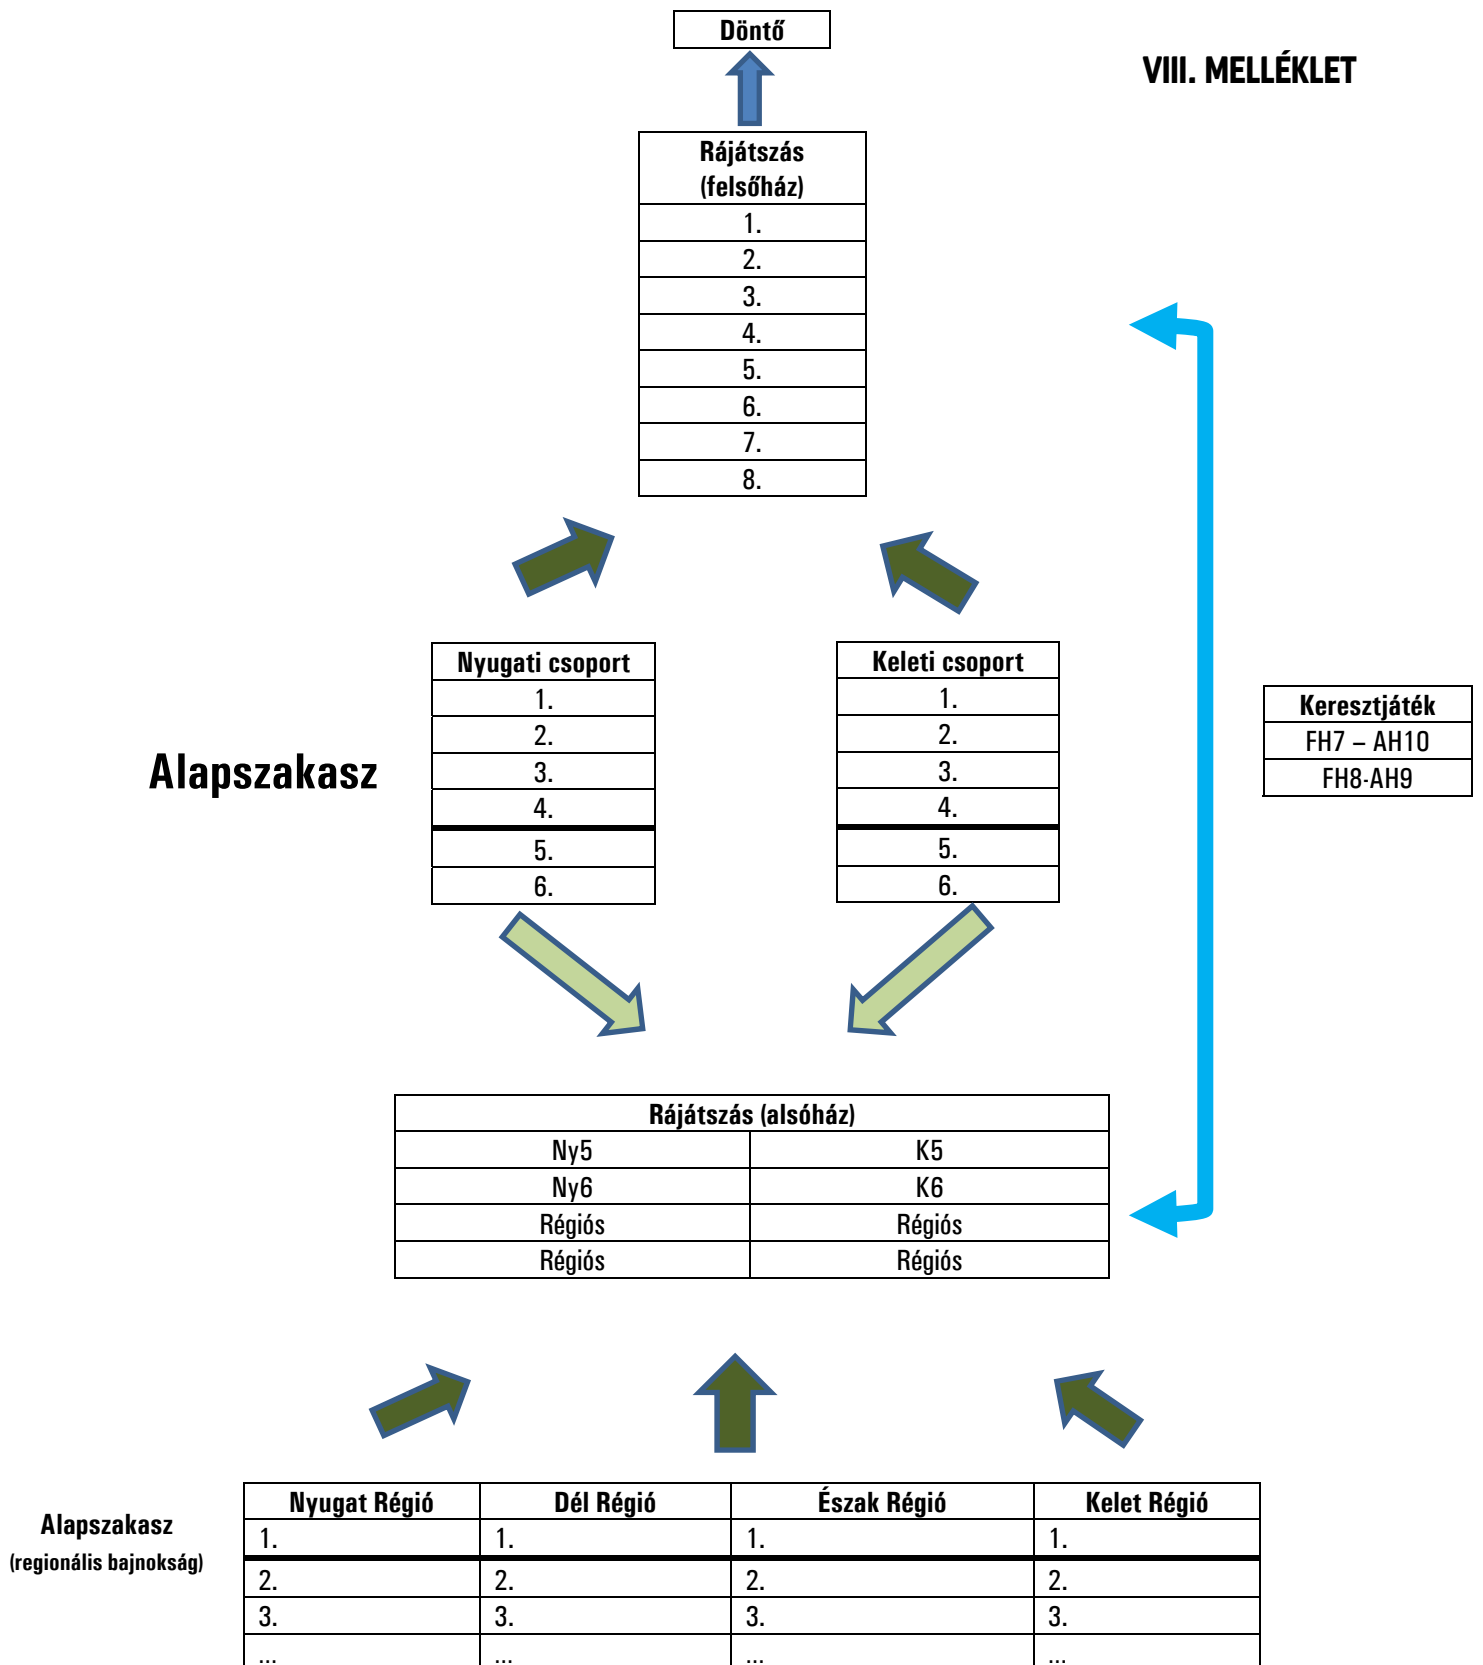 Döntő
VIII. MELLÉKLET
Rájátszás
(felsőház)
1.
2.
3.
4.
5.
6.
7.
8.
Alapszakasz
Nyugati csoport
1.
2.
3.
4.
5.
6.
Keleti csoport
1.
2.
3.
4.
5.
6.
Keresztjáték
FH7 – AH10
FH8-AH9
Rájátszás (alsóház)
Ny5 K5
Ny6 K6
Régiós Régiós
Régiós Régiós
Alapszakasz
(regionális bajnokság)
Nyugat Régió Dél Régió Észak Régió Kelet Régió
1. 1. 1. 1.
2. 2. 2. 2.
3. 3. 3. 3.
... ... ... ...